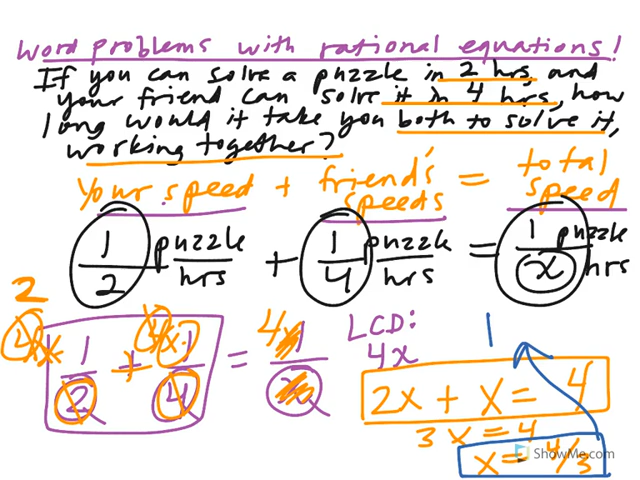 Word problems with rational equations!
If you can solve a puzzle in 2 hrs, and
your friend can solve it in 4 hrs, how
long would it take you both to solve it,
working together?
your speed + friend's speeds = total speed
1/2 puzzle/hrs + 1/4 puzzle/hrs = 1/x puzzle/hrs
2
4x 1/2 + 4x 1/4 = 4x 1/x
LCD:
4x
1
2x + x = 4
3x = 4
x = 4/3
ShowMe.com